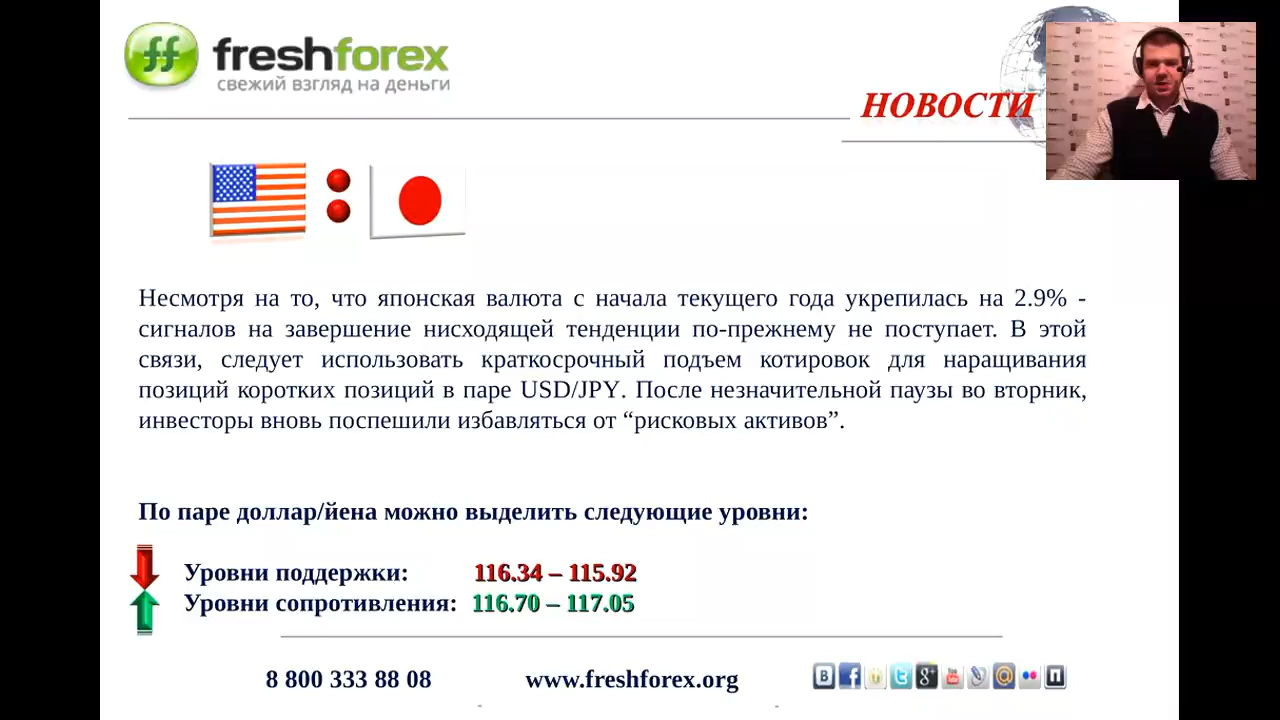 freshforex
свежий взгляд на деньги
НОВОСТИ
Несмотря на то, что японская валюта с начала текущего года укрепилась на 2.9% -
сигналов на завершение нисходящей тенденции по-прежнему не поступает. В этой
связи, следует использовать краткосрочный подъем котировок для наращивания
позиций коротких позиций в паре USD/JPY. После незначительной паузы во вторник,
инвесторы вновь поспешили избавляться от “рисковых активов”.
По паре доллар/йена можно выделить следующие уровни:
Уровни поддержки: 116.34 – 115.92
Уровни сопротивления: 116.70 – 117.05
8 800 333 88 08 www.freshforex.org